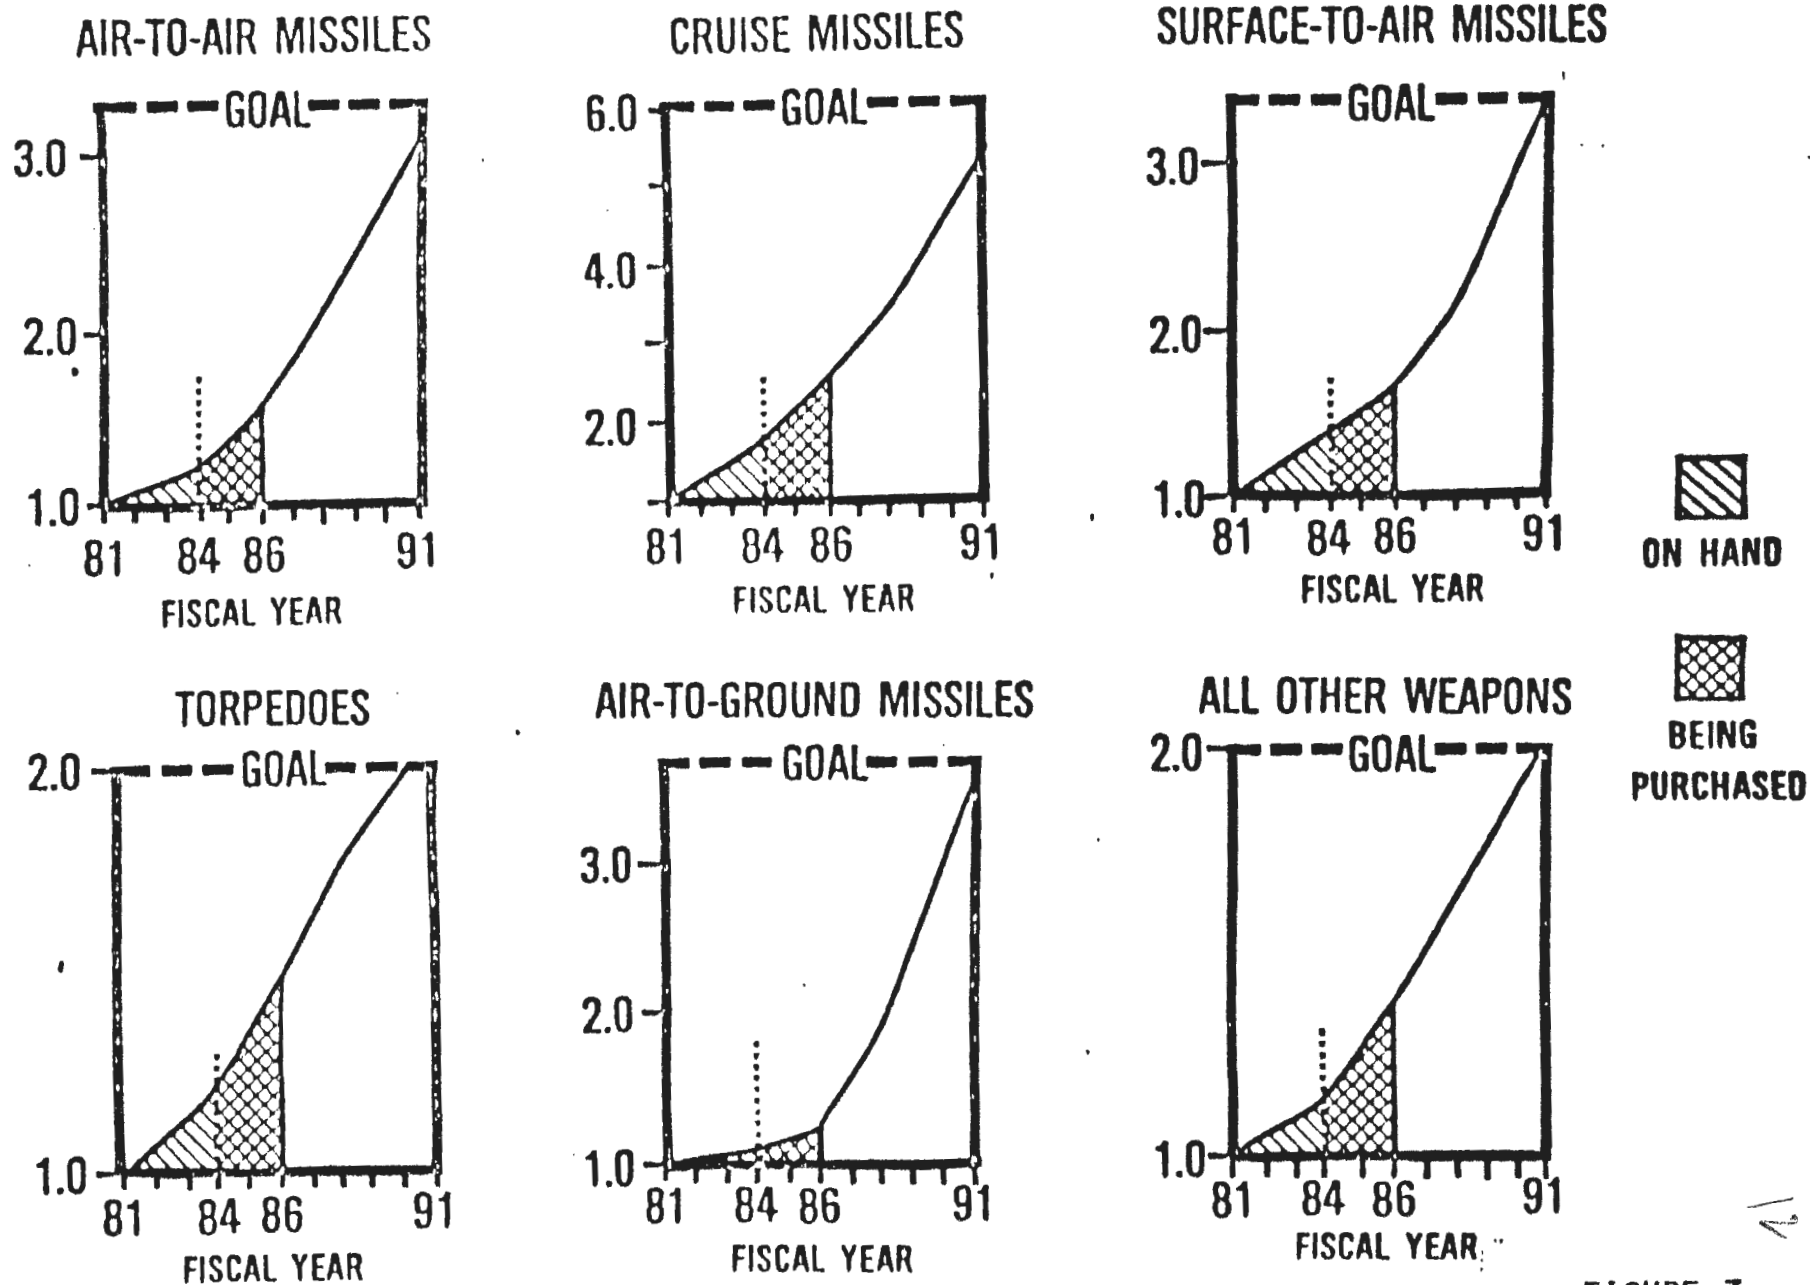 AIR-TO-AIR MISSILES
GOAL
3.0
2.0
1.0
81 84 86 91
FISCAL YEAR
CRUISE MISSILES
6.0
GOAL
4.0
2.0
81 84 86 91
FISCAL YEAR
SURFACE-TO-AIR MISSILES
GOAL
3.0
2.0
1.0
81 84 86 91
FISCAL YEAR
ON HAND
BEING
PURCHASED
TORPEDOES
2.0
GOAL
1.0
81 84 86 91
FISCAL YEAR
AIR-TO-GROUND MISSILES
GOAL
3.0
2.0
1.0
81 84 86 91
FISCAL YEAR
ALL OTHER WEAPONS
2.0
GOAL
1.0
81 84 86 91
FISCAL YEAR